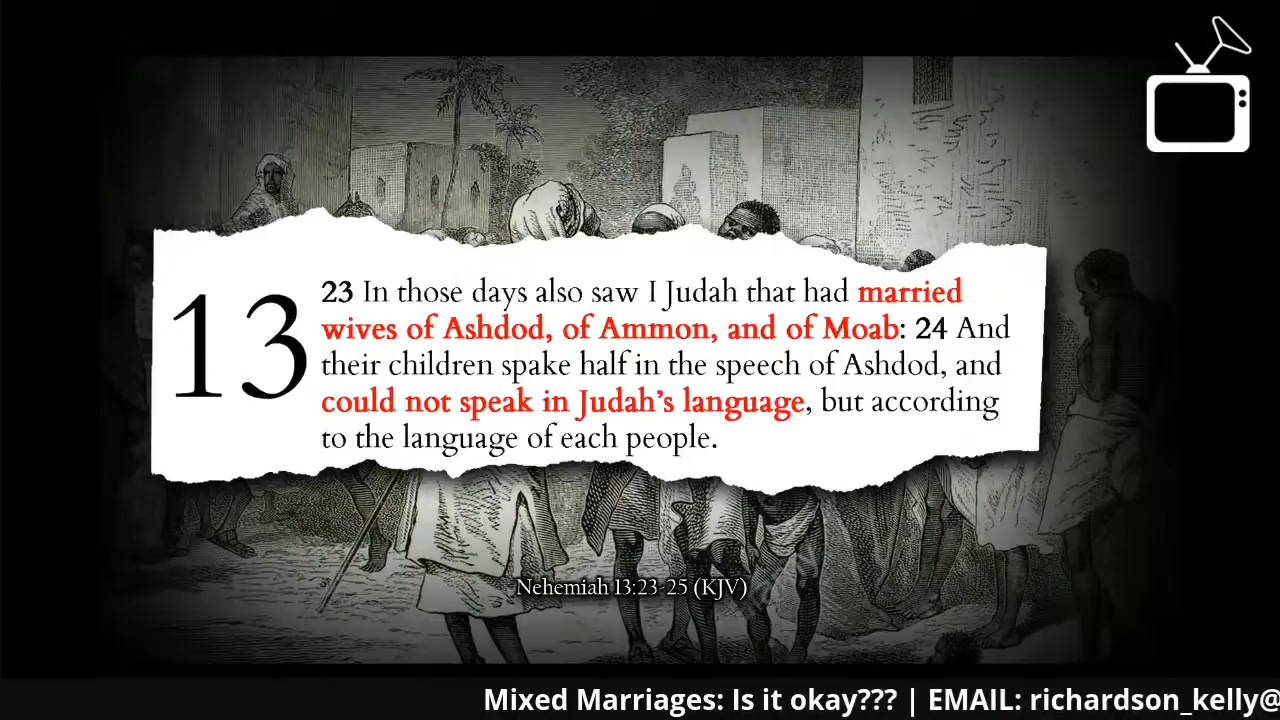 13
23 In those days also saw I Judah that had married
wives of Ashdod, of Ammon, and of Moab: 24 And
their children spake half in the speech of Ashdod, and
could not speak in Judah’s language, but according
to the language of each people.
Nehemiah 13:23-25 (KJV)
Mixed Marriages: Is it okay??? | EMAIL: richardson_kelly@